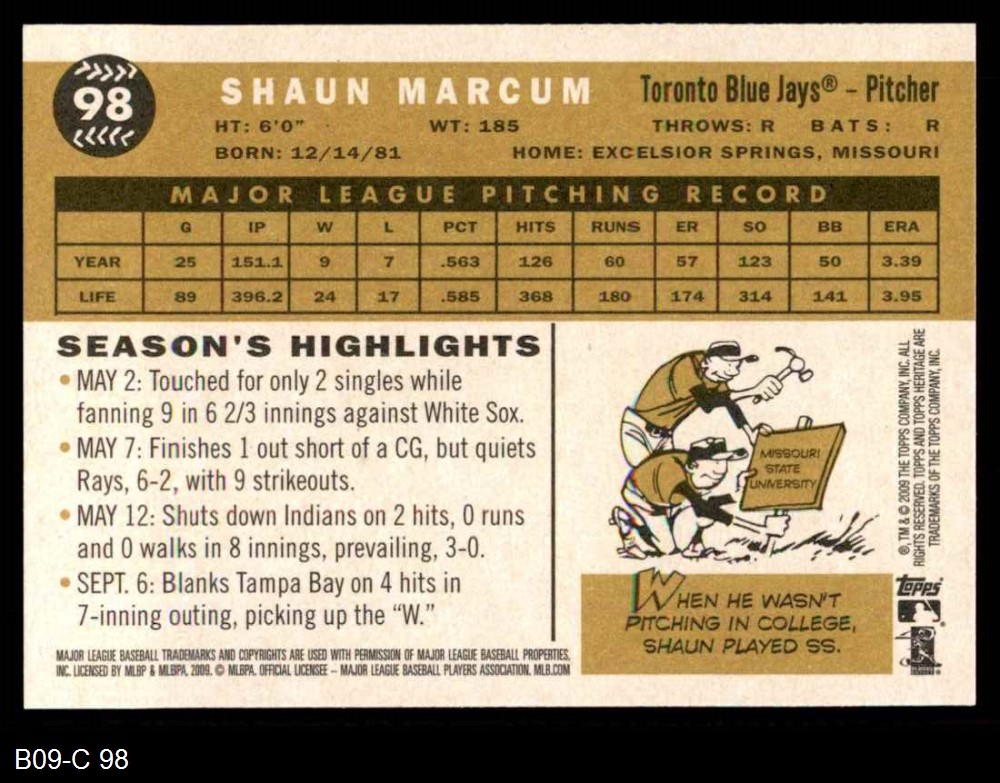 98
SHAUN MARCUM
Toronto Blue Jays® – Pitcher
HT: 6'0" WT: 185 THROWS: R BATS: R
BORN: 12/14/81 HOME: EXCELSIOR SPRINGS, MISSOURI
MAJOR LEAGUE PITCHING RECORD
G IP W L PCT HITS RUNS ER SO BB ERA
YEAR 25 151.1 9 7 .563 126 60 57 123 50 3.39
LIFE 89 396.2 24 17 .585 368 180 174 314 141 3.95
SEASON'S HIGHLIGHTS
• MAY 2: Touched for only 2 singles while
fanning 9 in 6 2/3 innings against White Sox.
• MAY 7: Finishes 1 out short of a CG, but quiets
Rays, 6-2, with 9 strikeouts.
• MAY 12: Shuts down Indians on 2 hits, 0 runs
and 0 walks in 8 innings, prevailing, 3-0.
• SEPT. 6: Blanks Tampa Bay on 4 hits in
7-inning outing, picking up the “W.”
MAJOR LEAGUE BASEBALL TRADEMARKS AND COPYRIGHTS ARE USED WITH PERMISSION OF MAJOR LEAGUE BASEBALL PROPERTIES,
INC. LICENSED BY MLBP & MLBPA, 2009. © MLBPA. OFFICIAL LICENSEE – MAJOR LEAGUE BASEBALL PLAYERS ASSOCIATION. MLB.COM
MISSOURI
STATE
UNIVERSITY
WHEN HE WASN'T
PITCHING IN COLLEGE,
SHAUN PLAYED SS.
®, TM & © 2009 THE TOPPS COMPANY, INC. ALL
RIGHTS RESERVED. TOPPS AND TOPPS HERITAGE ARE
TRADEMARKS OF THE TOPPS COMPANY, INC.
Topps
B09-C 98